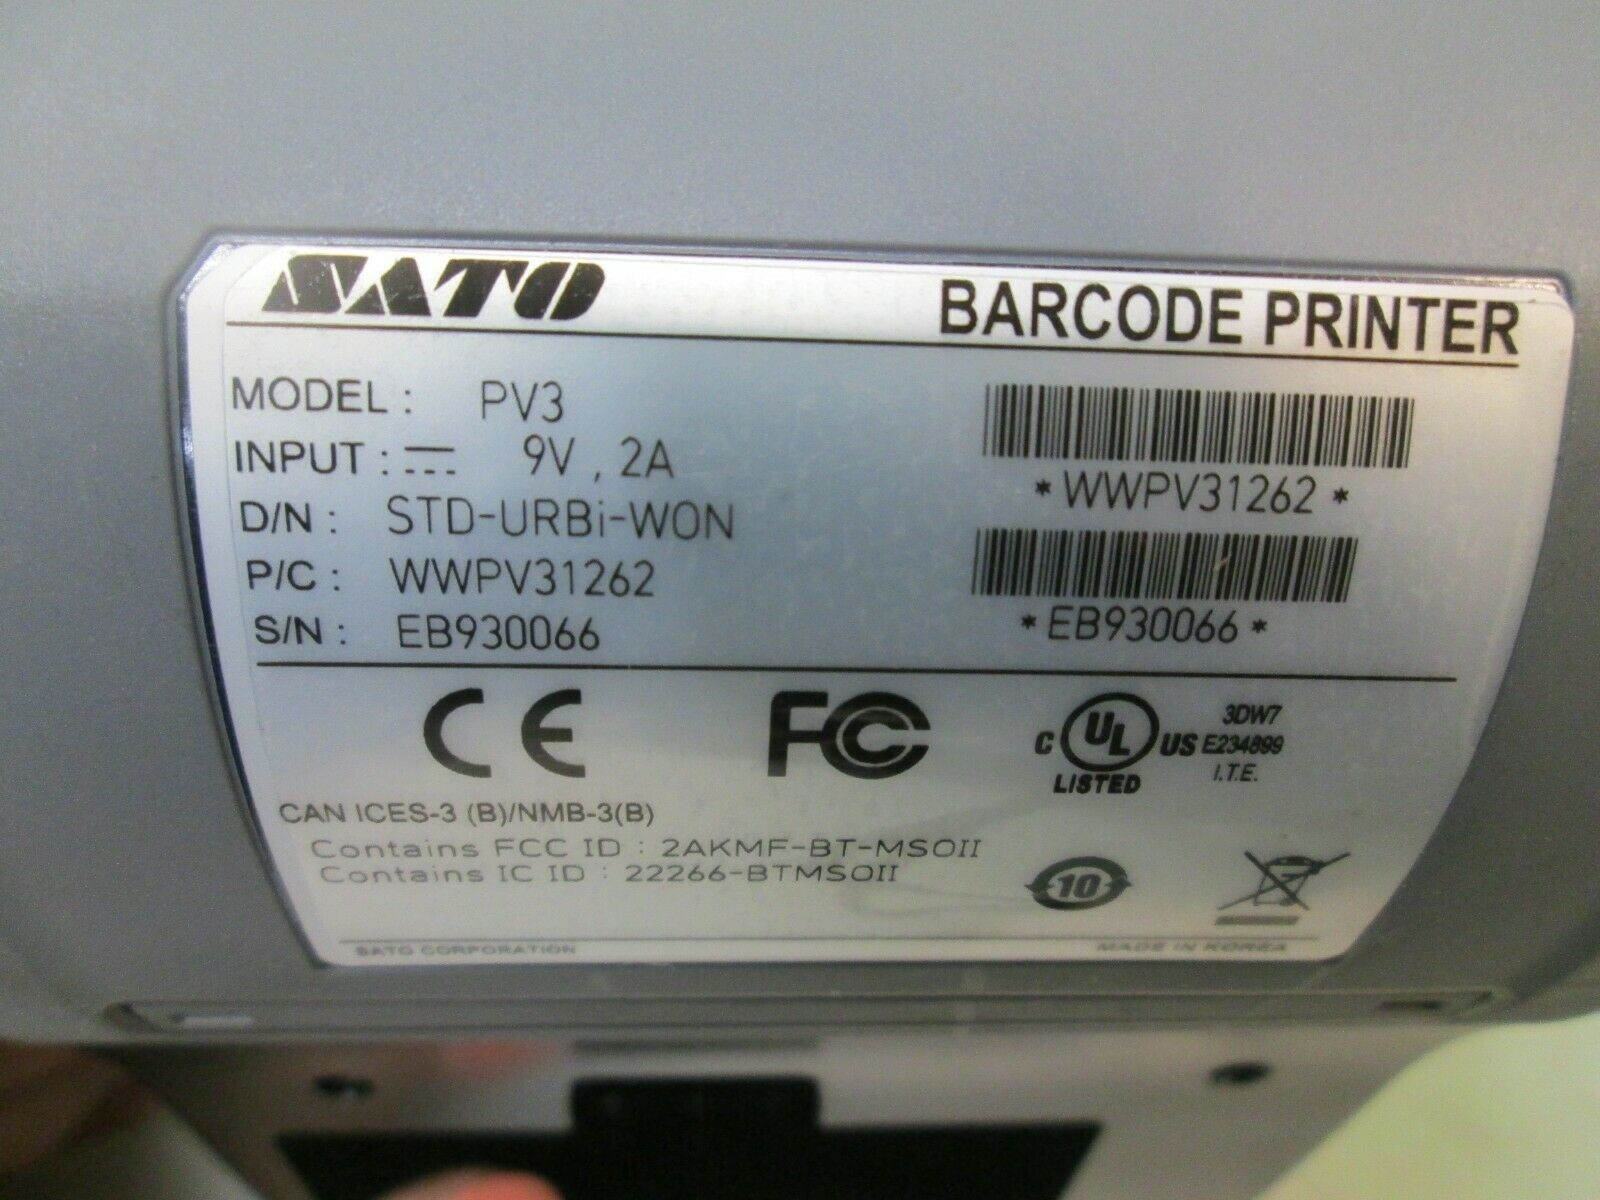 SATO BARCODE PRINTER
MODEL : PV3
INPUT : 9V , 2A
*WWPV31262*
D/N : STD-URBi-WON
P/C : WWPV31262
S/N : EB930066
*EB930066*
CE FC C UL US LISTED 3DW7
E234899
I.T.E.
CAN ICES-3 (B)/NMB-3(B)
Contains FCC ID : 2AKMF-BT-MSOII
Contains IC ID : 22266-BTMSOII
10
SATO CORPORATION MADE IN KOREA